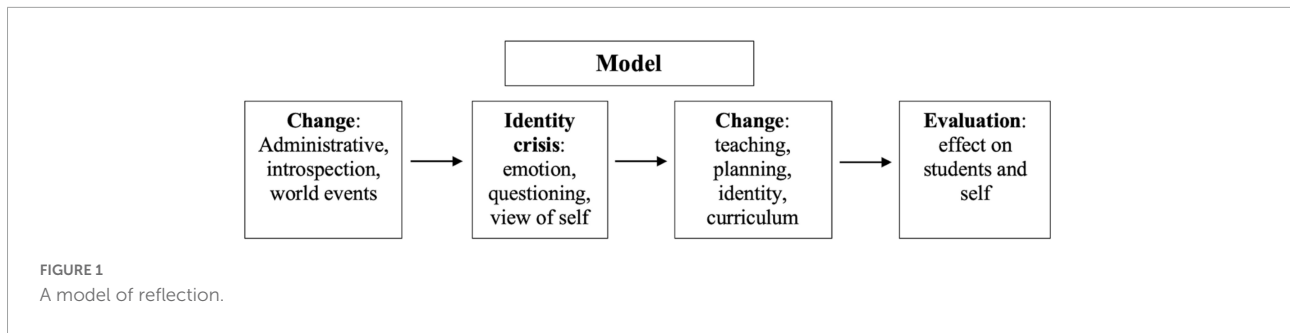 Model
Change:
Administrative,
introspection,
world events
Identity
crisis:
emotion,
questioning,
view of self
Change:
teaching,
planning,
identity,
curriculum
Evaluation:
effect on
students and
self
FIGURE 1
A model of reflection.